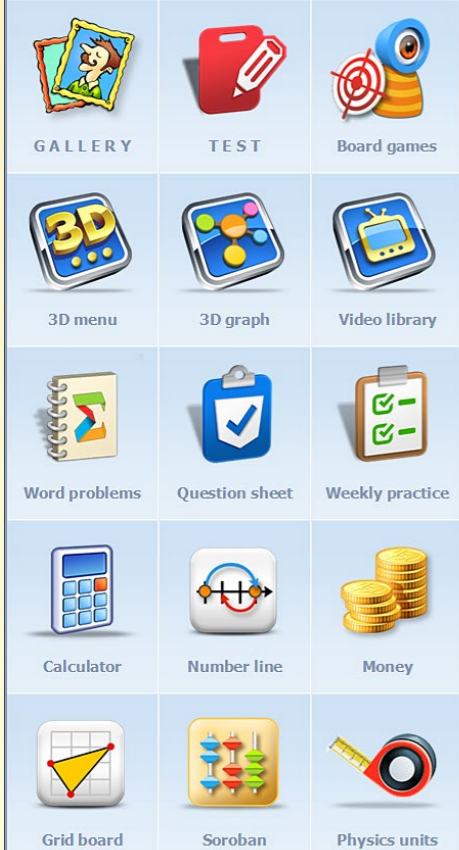 GALLERY
TEST
Board games
3D
3D menu
3D graph
Video library
Σ
Word problems
Question sheet
Weekly practice
Calculator
Number line
Money
Grid board
Soroban
Physics units